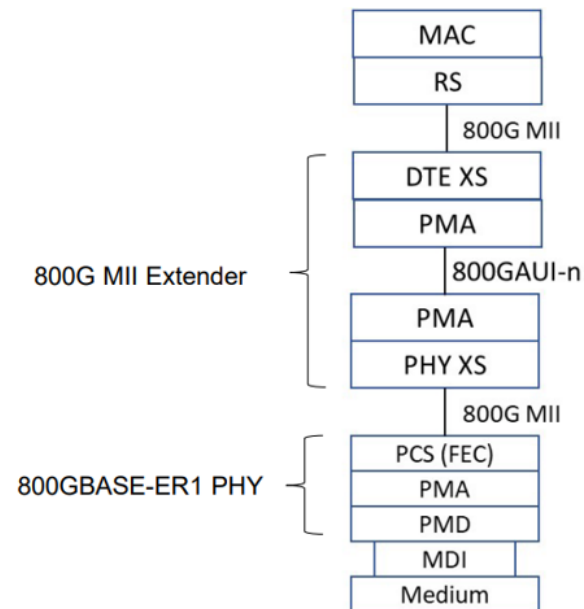 MAC
RS
800G MII
DTE XS
PMA
800G MII Extender
800GAUI-n
PMA
PHY XS
800G MII
PCS (FEC)
800GBASE-ER1 PHY
PMA
PMD
MDI
Medium